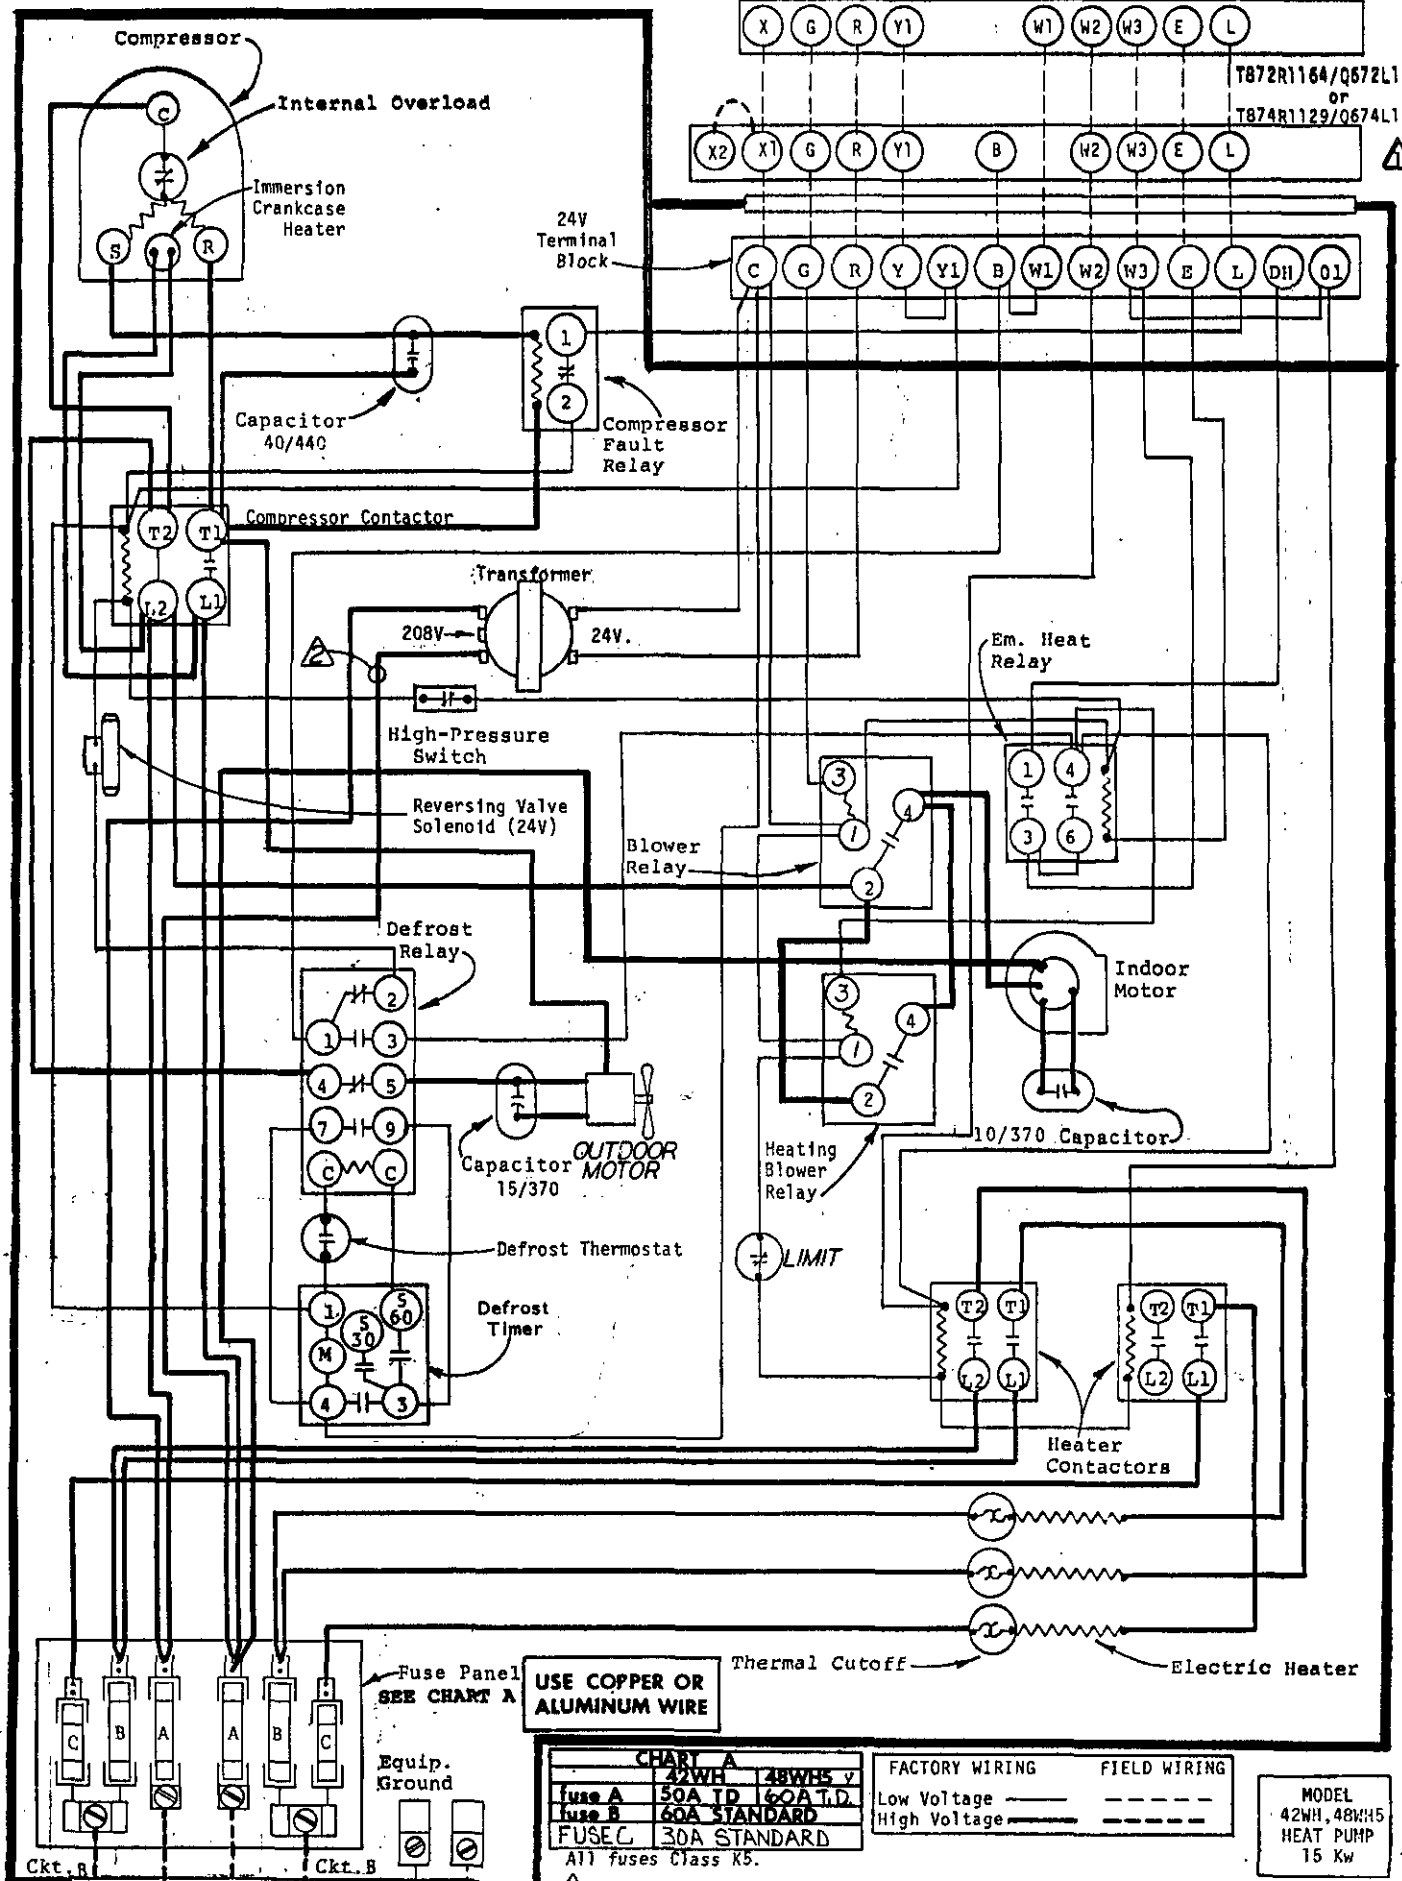 X G R Y1 W1 W2 W3 E L
T872R1164/Q672L1
or
T874R1129/Q674L1
X2 X1 G R Y1 B W2 W3 E L
1
24V
Terminal
Block
C G R Y Y1 B W1 W2 W3 E L DH O1
Compressor
C
Internal Overload
Immersion
Crankcase
Heater
S R
1
2
Capacitor
40/440
Compressor
Fault
Relay
T2 T1
Compressor Contactor
L2 L1
Transformer
208V
24V.
2
High-Pressure
Switch
Reversing Valve
Solenoid (24V)
Em. Heat
Relay
1 4
3 6
Blower
Relay
3
4
1
2
Defrost
Relay
2
1 3
4 5
7 9
C C
Capacitor
15/370
OUTDOOR
MOTOR
Indoor
Motor
3
4
1
2
10/370 Capacitor
Heating
Blower
Relay
Defrost Thermostat
LIMIT
Defrost
Timer
1
S
60
S
30
M
4 3
T2 T1
L2 L1
T2 T1
L2 L1
Heater
Contactors
Thermal Cutoff
Electric Heater
Fuse Panel
SEE CHART A
C B A A B C
USE COPPER OR
ALUMINUM WIRE
Equip.
Ground
Ckt.B
Ckt.B
CHART A
42WH 48WH5 y
fuse A 50A TD 60A T.D.
fuse B 60A STANDARD
FUSE C 30A STANDARD
All fuses Class K5.
FACTORY WIRING FIELD WIRING
Low Voltage
High Voltage
MODEL
42WH,48WH5
HEAT PUMP
15 Kw